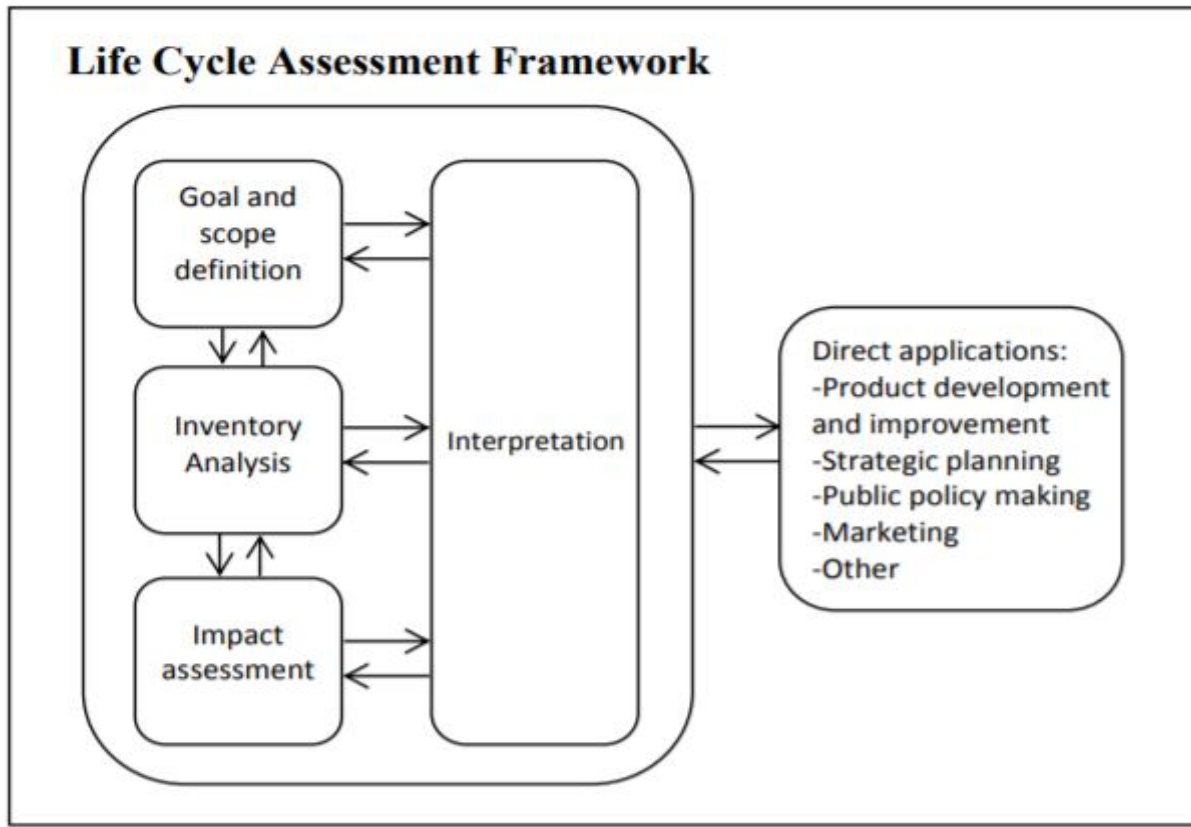 Life Cycle Assessment Framework
Goal and
scope
definition
Inventory
Analysis
Impact
assessment
Interpretation
Direct applications:
-Product development
and improvement
-Strategic planning
-Public policy making
-Marketing
-Other